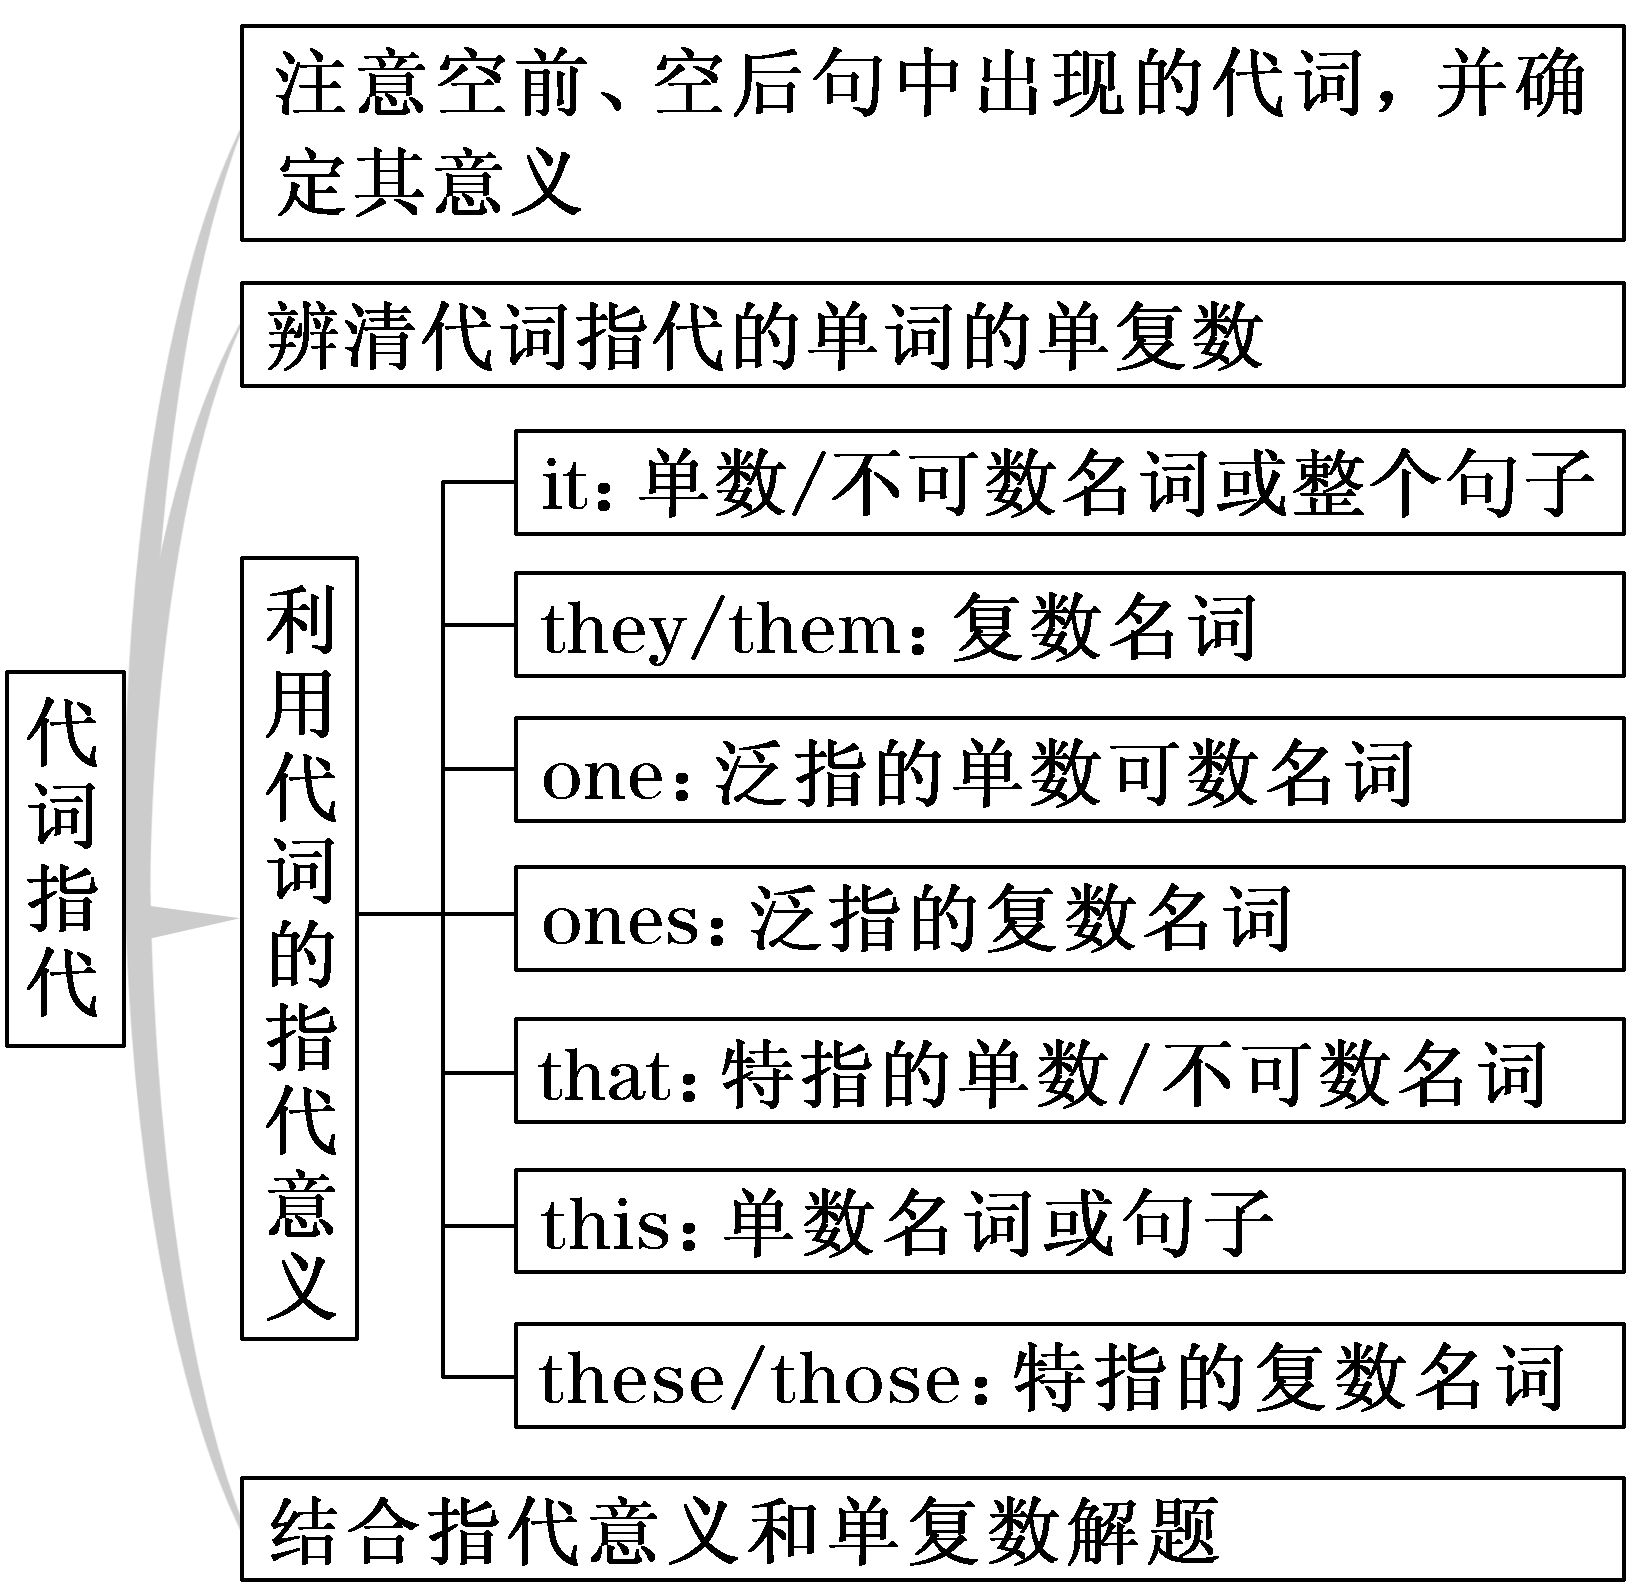 代词指代
注意空前、空后句中出现的代词，并确
定其意义
辨清代词指代的单词的单复数
利用代词的指代意义
it：单数/不可数名词或整个句子
they/them：复数名词
one：泛指的单数可数名词
ones：泛指的复数名词
that：特指的单数/不可数名词
this：单数名词或句子
these/those：特指的复数名词
结合指代意义和单复数解题